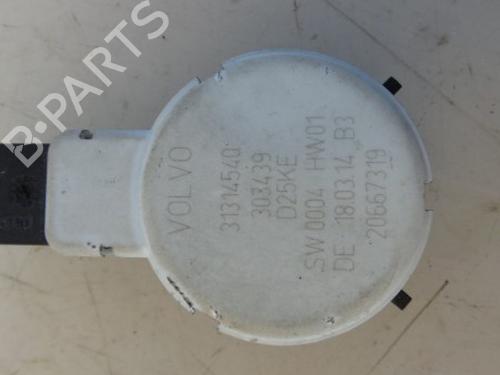 B-PARTS
VOLVO
31314540
303439
D25KE
SW 0004 HW01
DE 18.03.14 B3
20667319